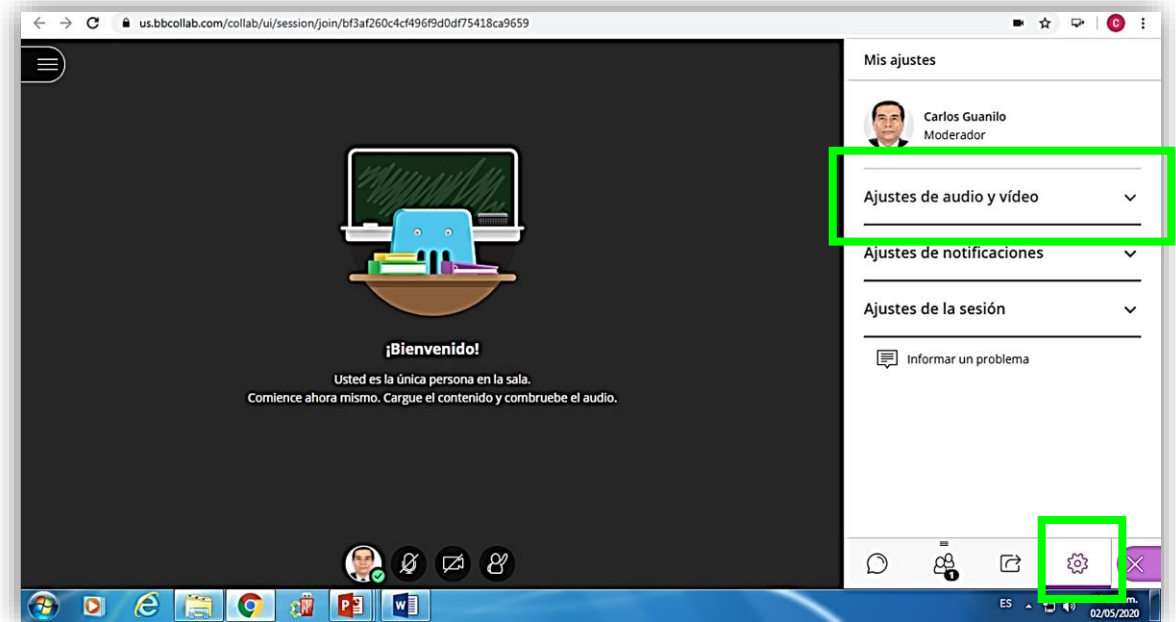 us.bbcollab.com/collab/ui/session/join/bf3af260c4cf496f9d0df75418ca9659
C
Mis ajustes
Carlos Guanilo
Moderador
Ajustes de audio y vídeo
Ajustes de notificaciones
Ajustes de la sesión
Informar un problema
¡Bienvenido!
Usted es la única persona en la sala.
Comience ahora mismo. Cargue el contenido y combruebe el audio.
1
ES
m.
02/05/2020